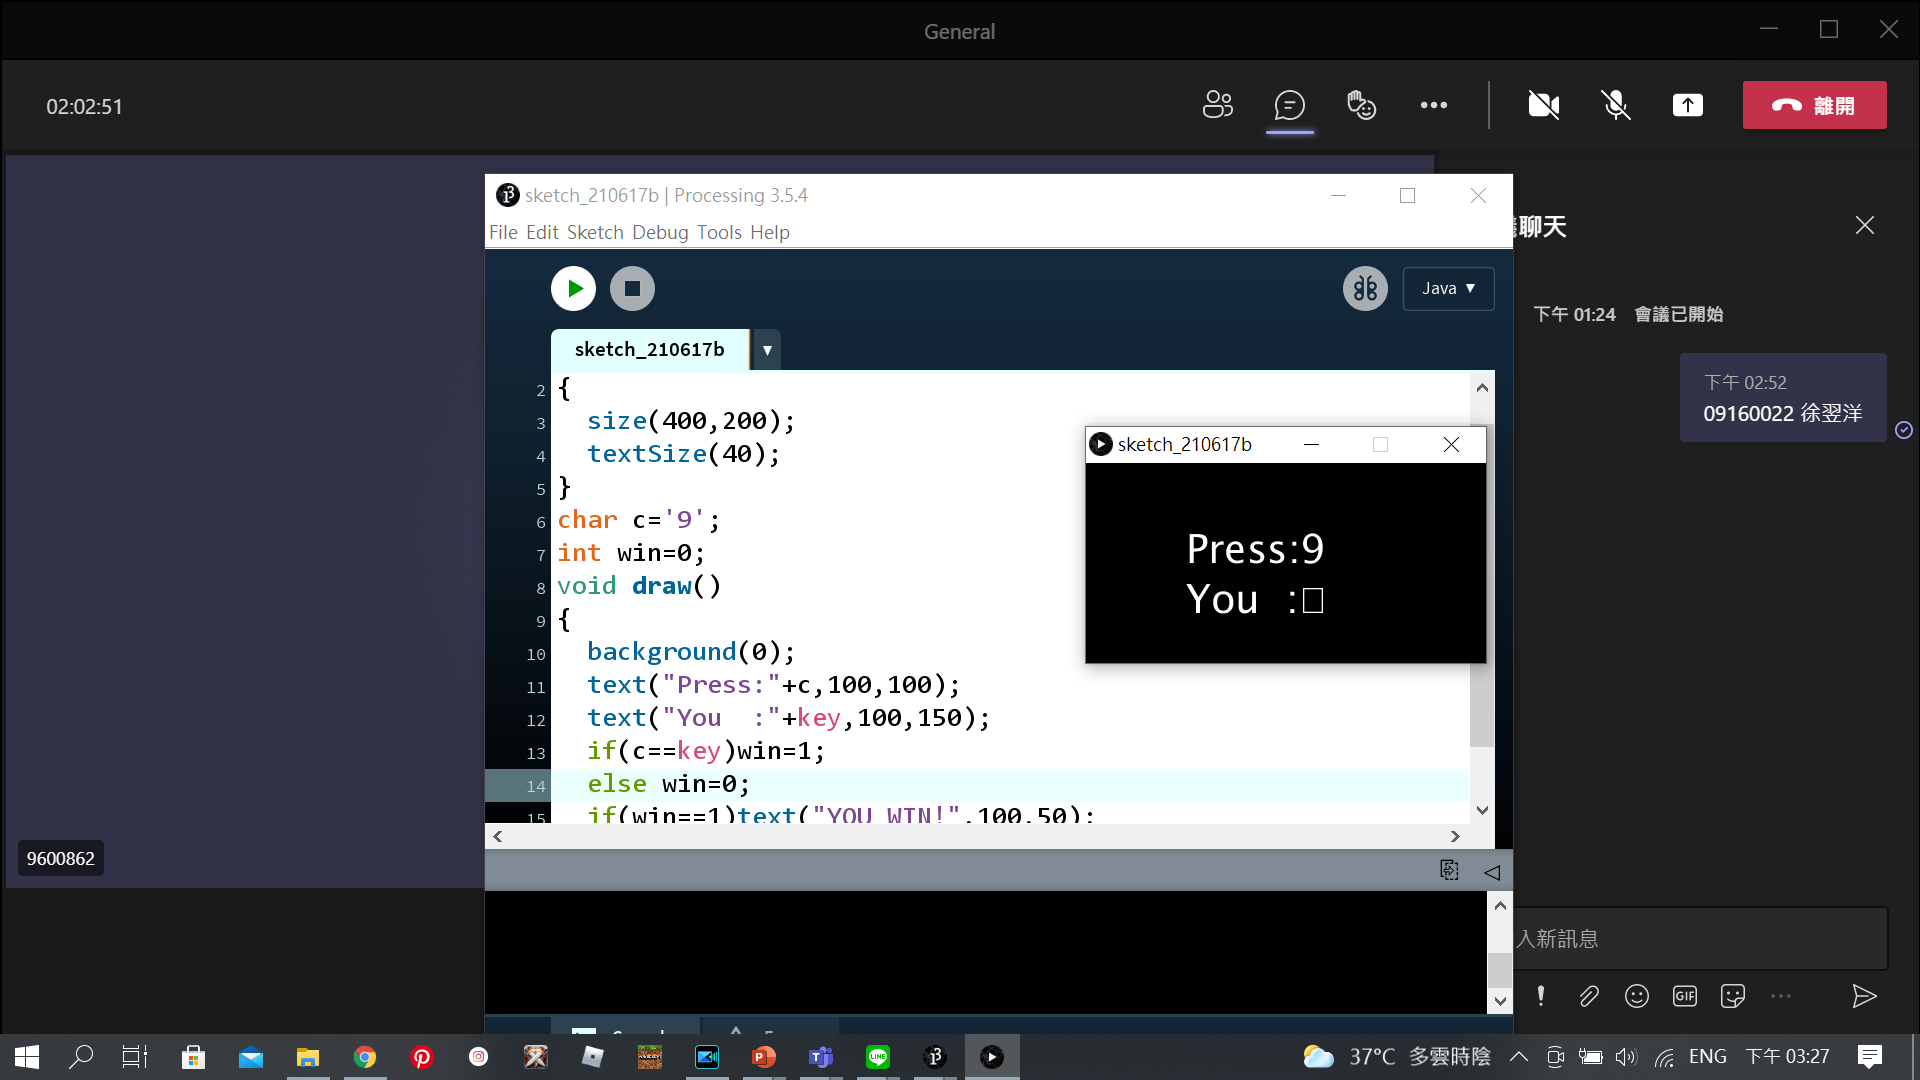 General
02:02:51
離開
sketch_210617b | Processing 3.5.4
File Edit Sketch Debug Tools Help
Java
sketch_210617b
2 {
3 size(400,200);
4 textSize(40);
5 }
6 char c='9';
7 int win=0;
8 void draw()
9 {
10 background(0);
11 text("Press:"+c,100,100);
12 text("You  :"+key,100,150);
13 if(c==key)win=1;
14 else win=0;
15 if(win==1)text("YOU WIN!",100,50);
sketch_210617b
Press:9
You :□
聊天
下午 01:24 會議已開始
下午 02:52
09160022 徐翌洋
9600862
入新訊息
GIF
37°C 多雲時陰
ENG
下午 03:27